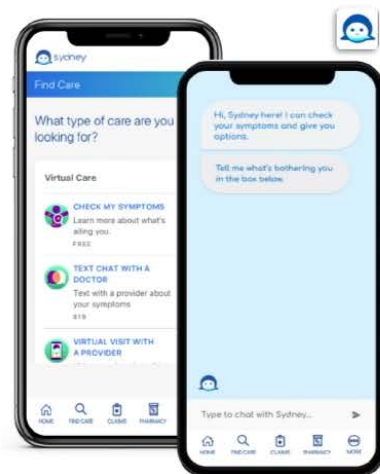 sydney
Find Care
What type of care are you
looking for?
Virtual Care
CHECK MY SYMPTOMS
Learn more about what's
ailing you.
FREE
TEXT CHAT WITH A
DOCTOR
Text with a provider about
your symptoms
$19
VIRTUAL VISIT WITH
A PROVIDER
HOME FIND CARE CLAIMS PHARMACY
Hi, Sydney here! I can check
your symptoms and give you
options.
Tell me what's bothering you
in the box below.
Type to chat with Sydney...
HOME FIND CARE CLAIMS PHARMACY MORE